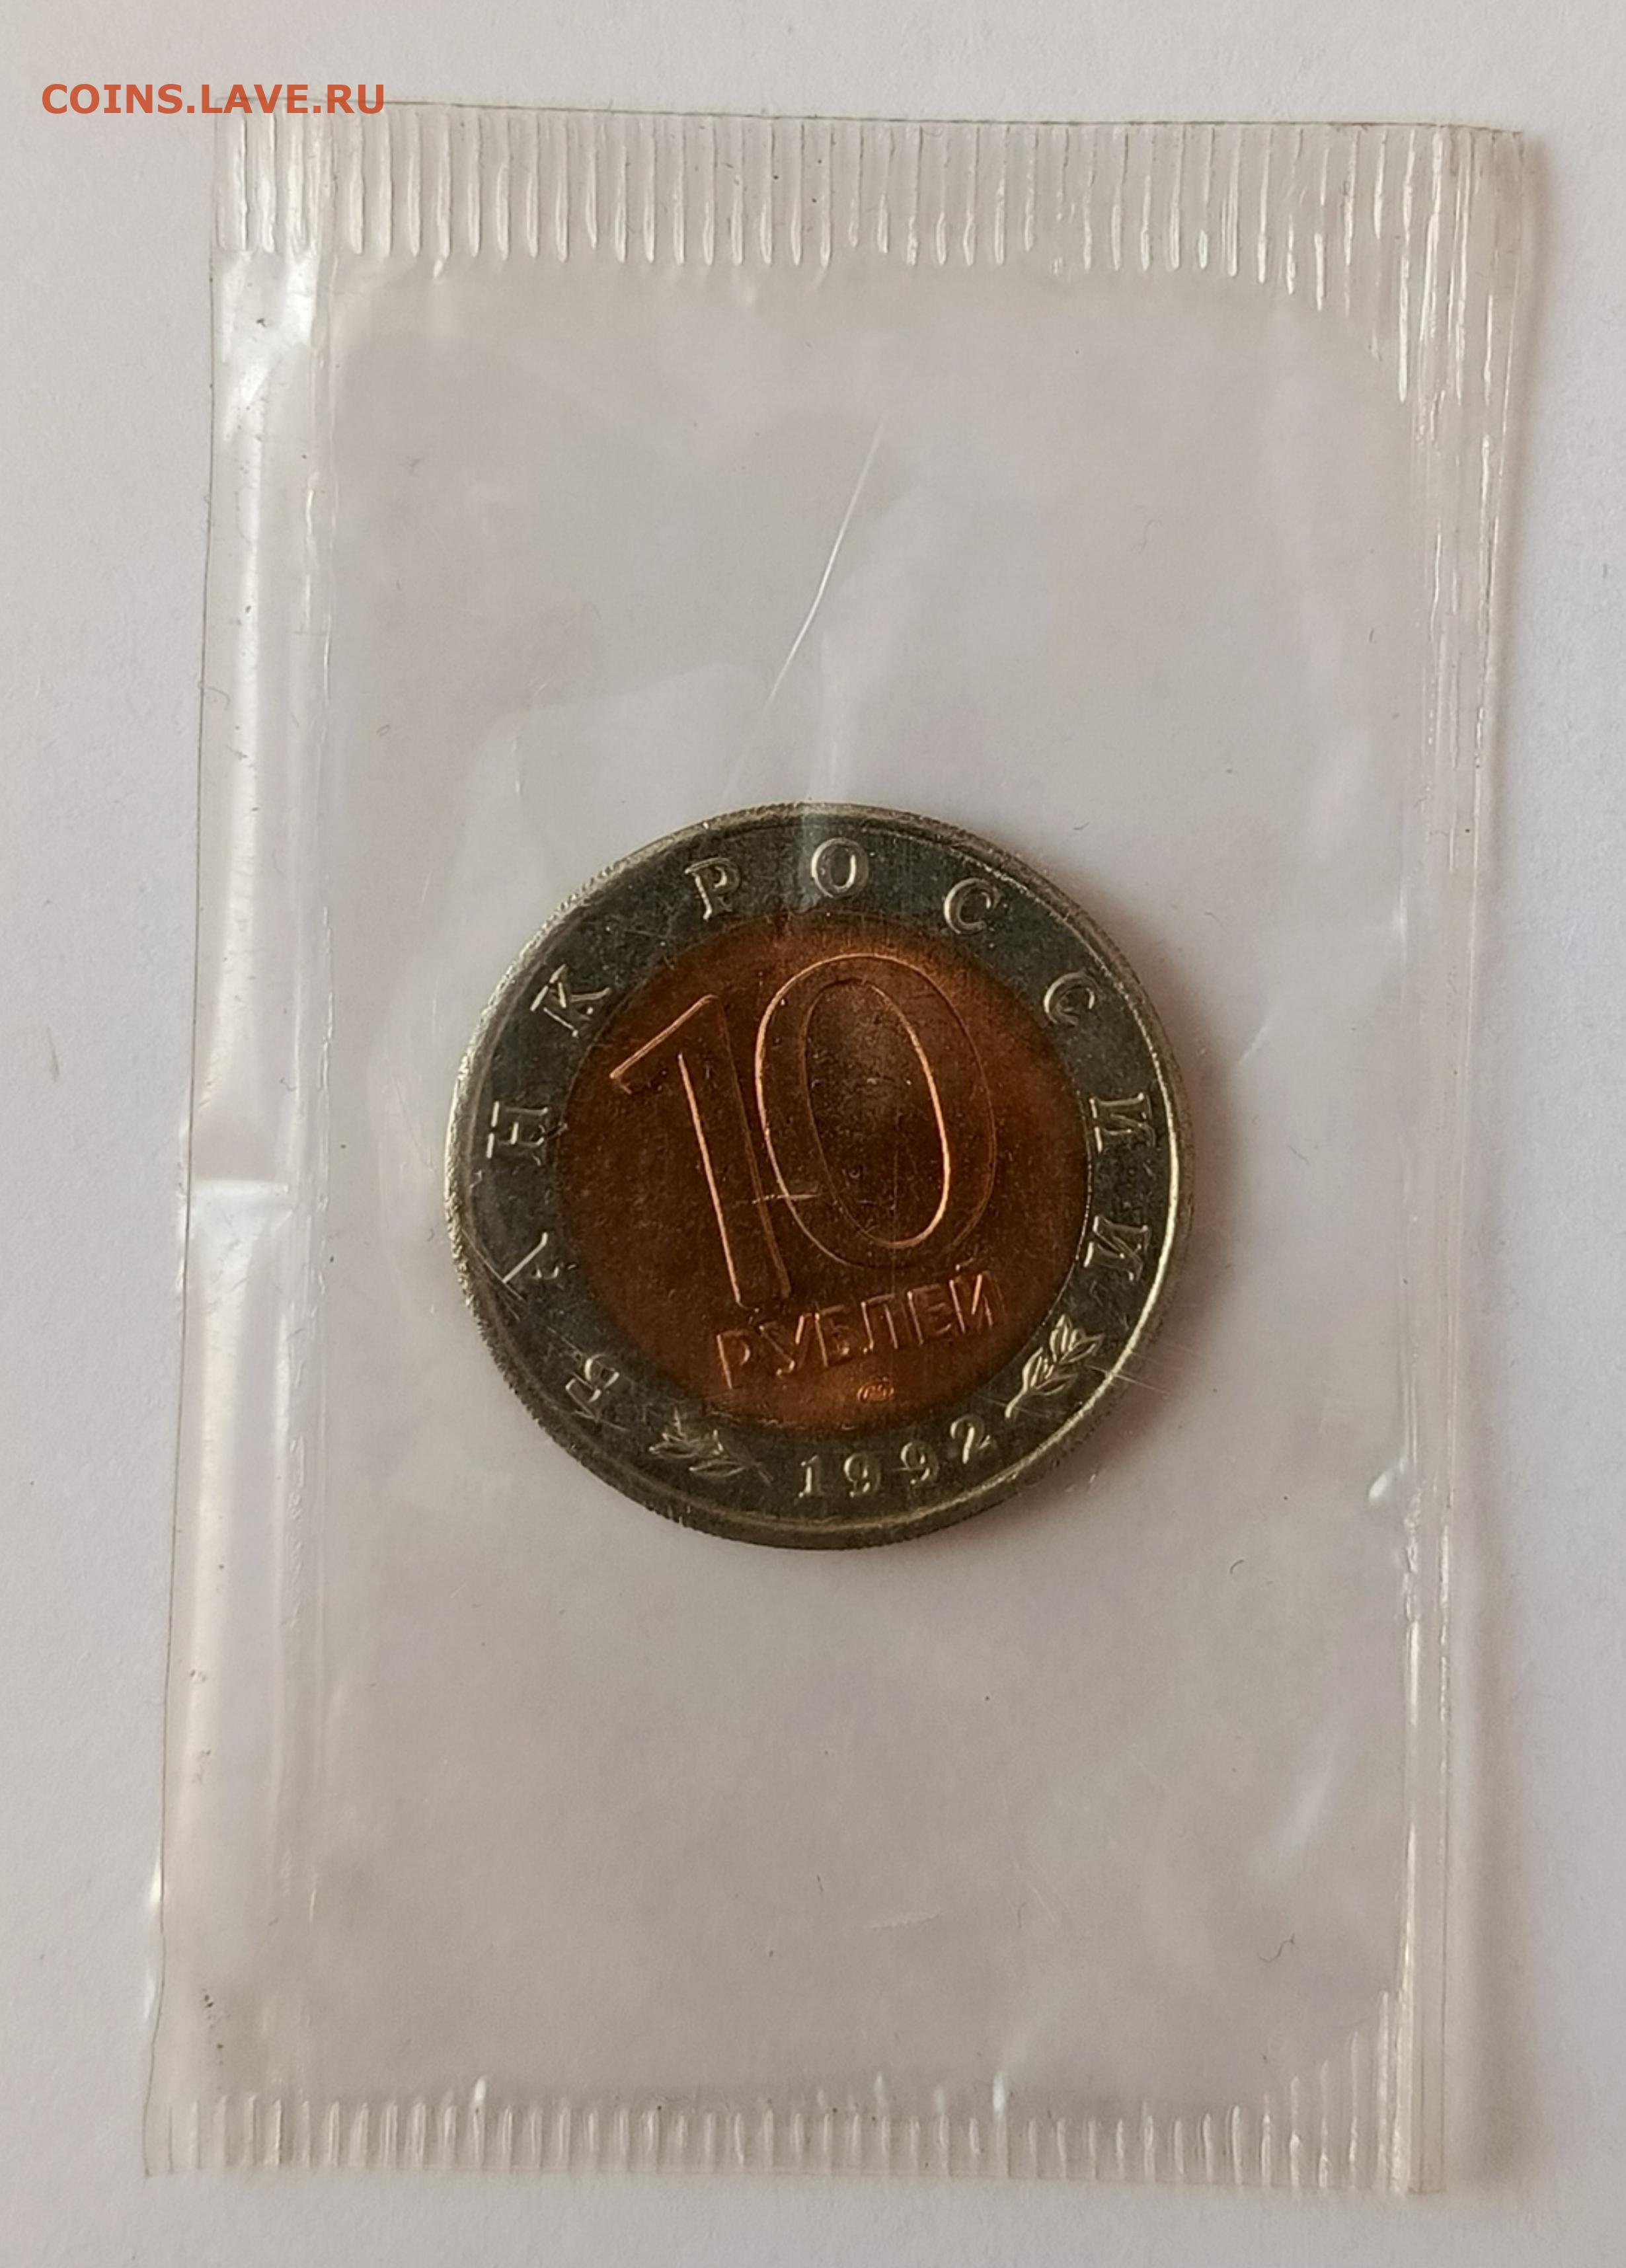 COINS.LAVE.RU
БАНК РОССИИ
10
РУБЛЕЙ
1992